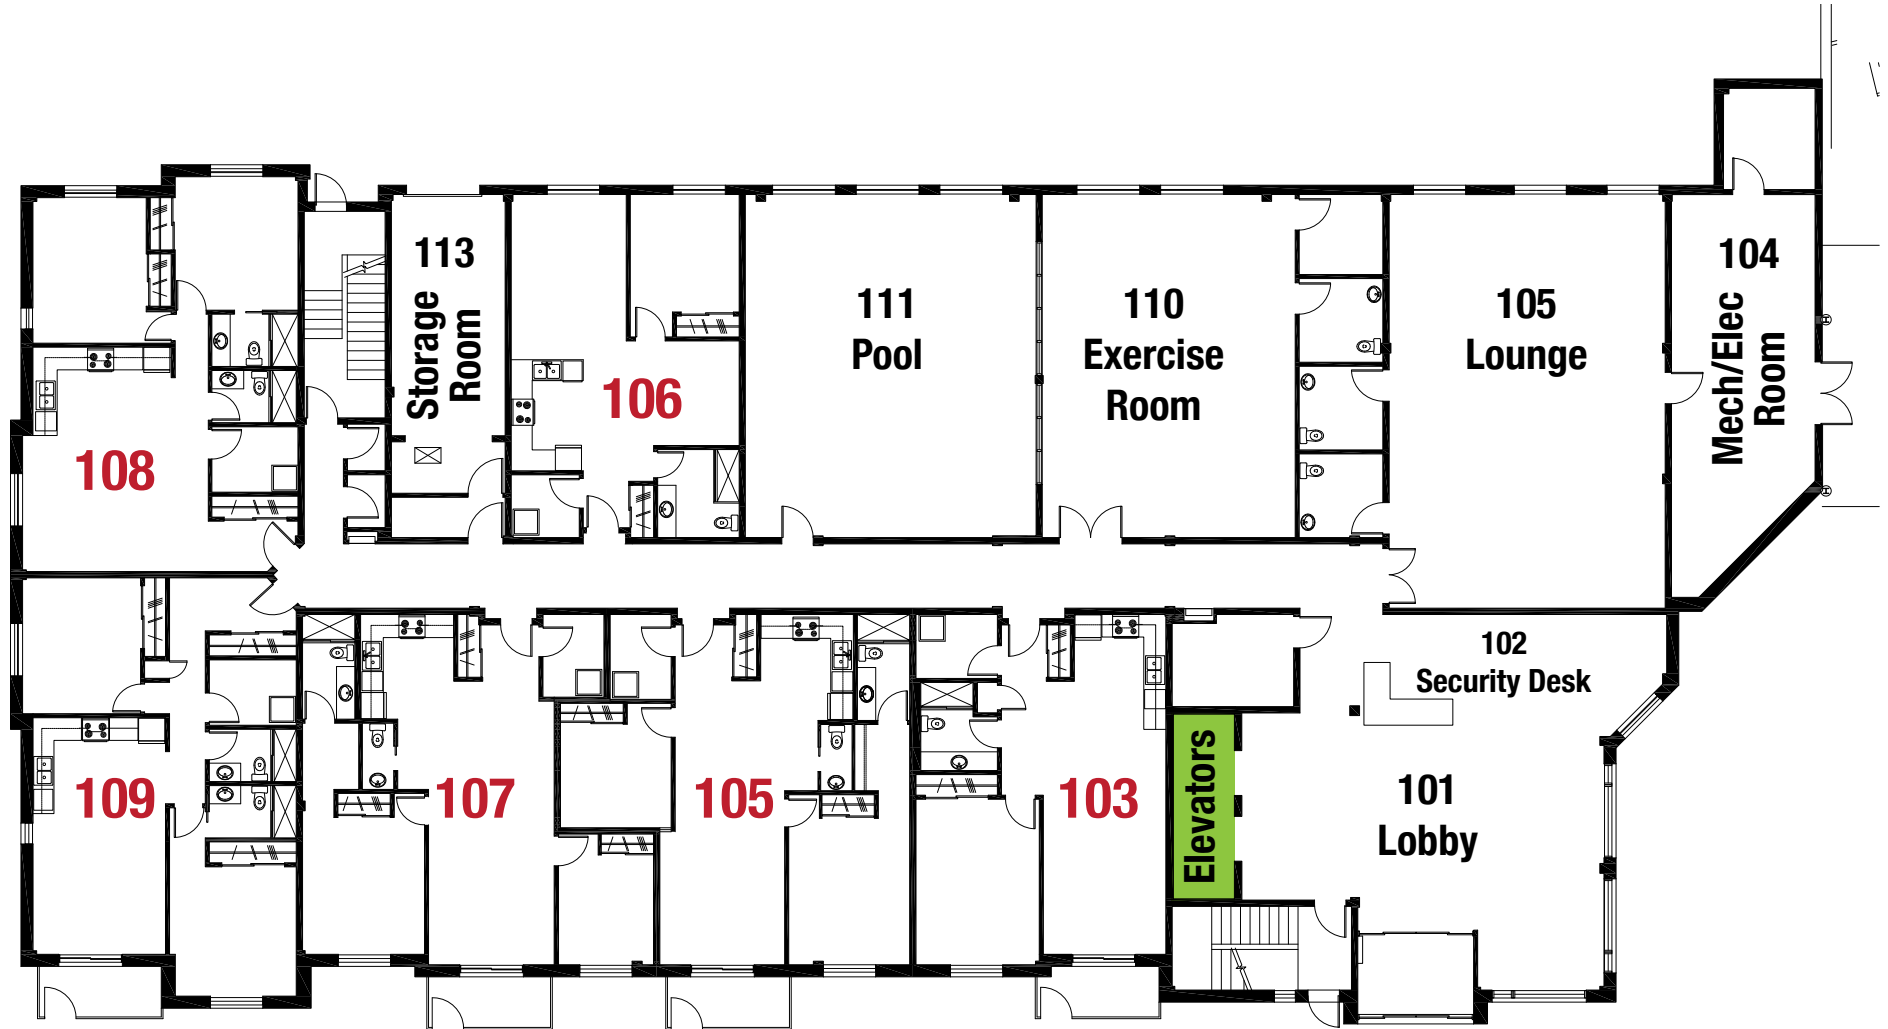 113
Storage
Room
111
Pool
110
Exercise
Room
105
Lounge
104
Mech/Elec
Room
106
108
102
Security Desk
109
107
105
103
Elevators
101
Lobby